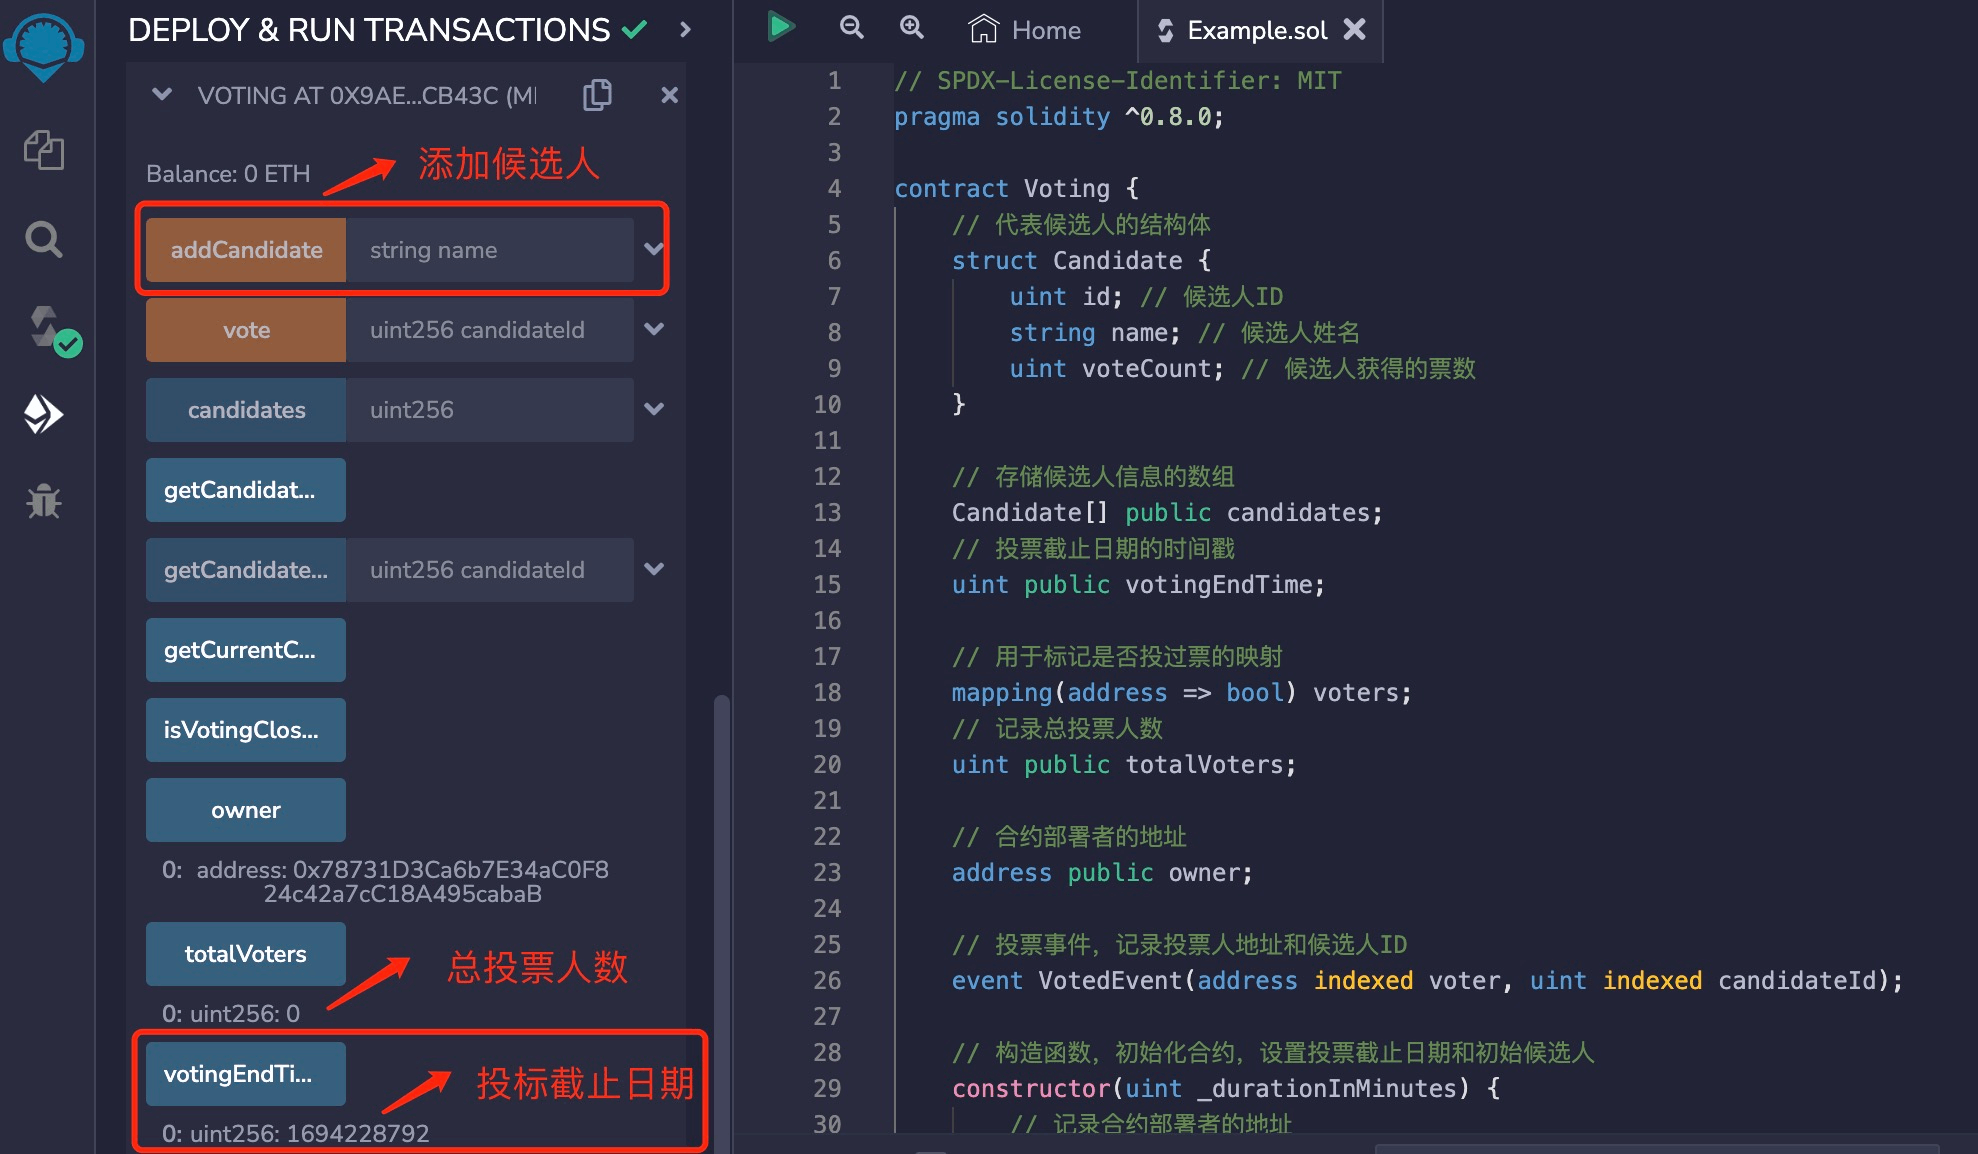 DEPLOY & RUN TRANSACTIONS
VOTING AT 0X9AE...CB43C (MI
Balance: 0 ETH
添加候选人
addCandidate
string name
vote
uint256 candidateId
candidates
uint256
getCandidat...
getCandidate...
uint256 candidateId
getCurrentC...
isVotingClos...
owner
0: address: 0x78731D3Ca6b7E34aC0F8
24c42a7cC18A495cabaB
totalVoters
总投票人数
0: uint256: 0
votingEndTi...
投标截止日期
0: uint256: 1694228792
Home
Example.sol
1 // SPDX-License-Identifier: MIT
2 pragma solidity ^0.8.0;
3
4 contract Voting {
5 // 代表候选人的结构体
6 struct Candidate {
7 uint id; // 候选人ID
8 string name; // 候选人姓名
9 uint voteCount; // 候选人获得的票数
10 }
11
12 // 存储候选人信息的数组
13 Candidate[] public candidates;
14 // 投票截止日期的时间戳
15 uint public votingEndTime;
16
17 // 用于标记是否投过票的映射
18 mapping(address => bool) voters;
19 // 记录总投票人数
20 uint public totalVoters;
21
22 // 合约部署者的地址
23 address public owner;
24
25 // 投票事件，记录投票人地址和候选人ID
26 event VotedEvent(address indexed voter, uint indexed candidateId);
27
28 // 构造函数，初始化合约，设置投票截止日期和初始候选人
29 constructor(uint _durationInMinutes) {
30 // 记录合约部署者的地址